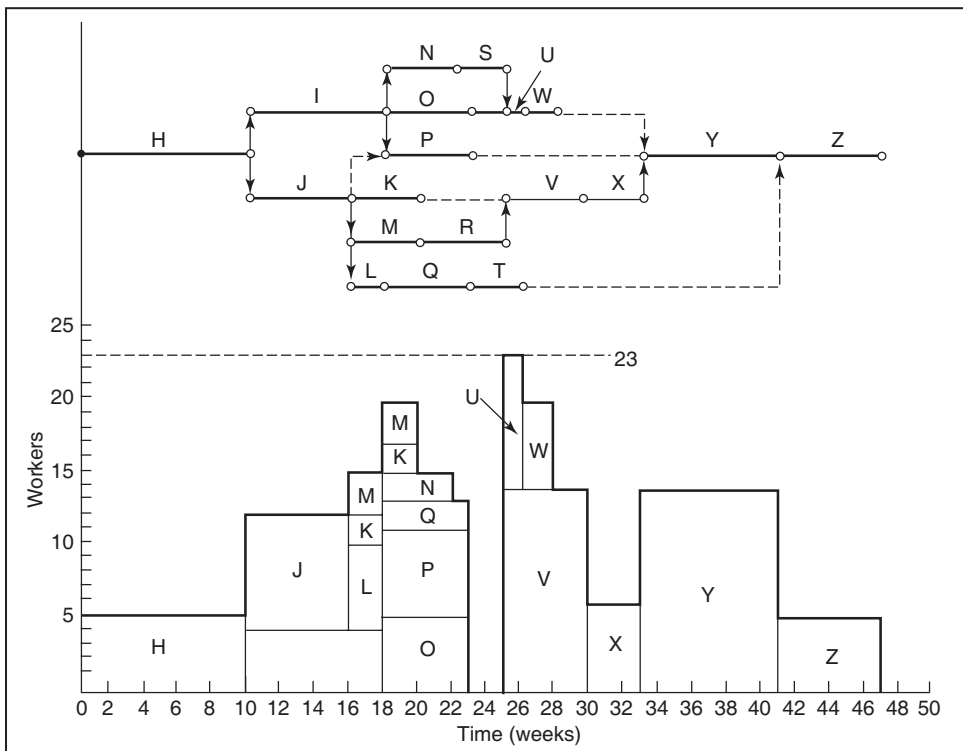 N S U
I O W
H P Y Z
J K V X
M R
L Q T
25
23
20 U
M
K W
15
M N
K Q
10
J L P V Y
5
H O X Z
0 2 4 6 8 10 12 14 16 18 20 22 24 26 28 30 32 34 36 38 40 42 44 46 48 50
Workers
Time (weeks)